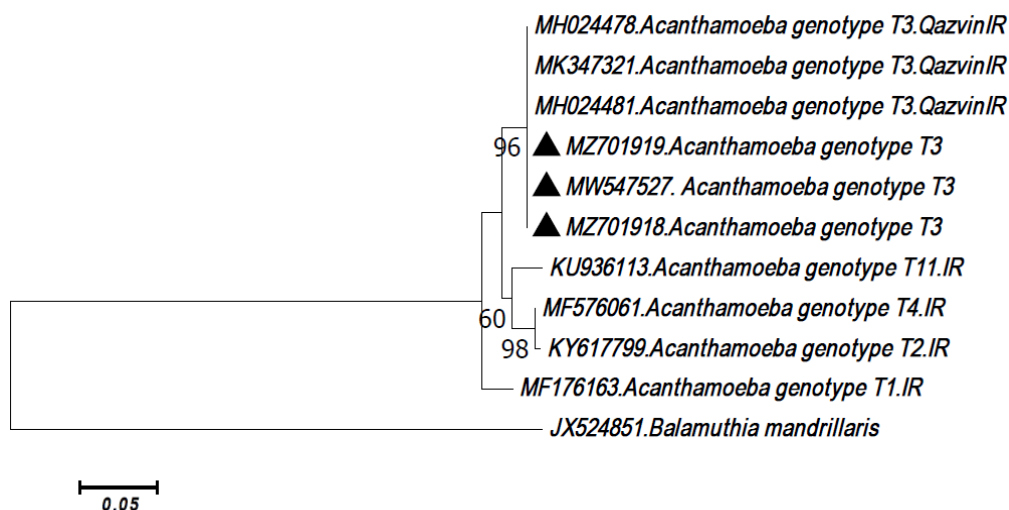 MH024478.Acanthamoeba genotype T3.QazvinIR
MK347321.Acanthamoeba genotype T3.QazvinIR
MH024481.Acanthamoeba genotype T3.QazvinIR
96
MZ701919.Acanthamoeba genotype T3
MW547527. Acanthamoeba genotype T3
MZ701918.Acanthamoeba genotype T3
KU936113.Acanthamoeba genotype T11.IR
MF576061.Acanthamoeba genotype T4.IR
60
98
KY617799.Acanthamoeba genotype T2.IR
MF176163.Acanthamoeba genotype T1.IR
JX524851.Balamuthia mandrillaris
0.05